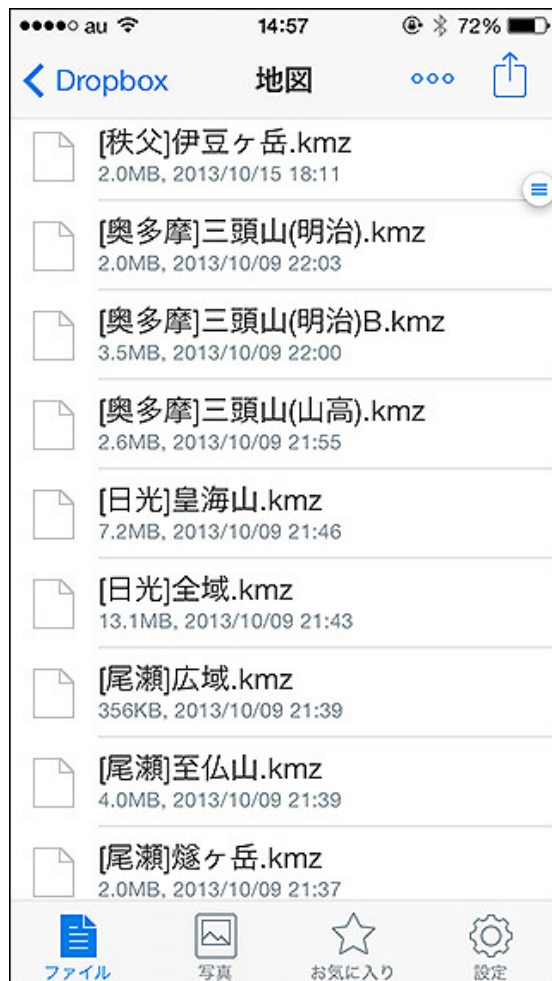 au 14:57 72%
Dropbox 地図
[秩父]伊豆ヶ岳.kmz
2.0MB, 2013/10/15 18:11
[奥多摩]三頭山(明治).kmz
2.0MB, 2013/10/09 22:03
[奥多摩]三頭山(明治)B.kmz
3.5MB, 2013/10/09 22:00
[奥多摩]三頭山(山高).kmz
2.6MB, 2013/10/09 21:55
[日光]皇海山.kmz
7.2MB, 2013/10/09 21:46
[日光]全域.kmz
13.1MB, 2013/10/09 21:43
[尾瀬]広域.kmz
356KB, 2013/10/09 21:39
[尾瀬]至仏山.kmz
4.0MB, 2013/10/09 21:39
[尾瀬]燧ヶ岳.kmz
2.0MB, 2013/10/09 21:37
ファイル 写真 お気に入り 設定